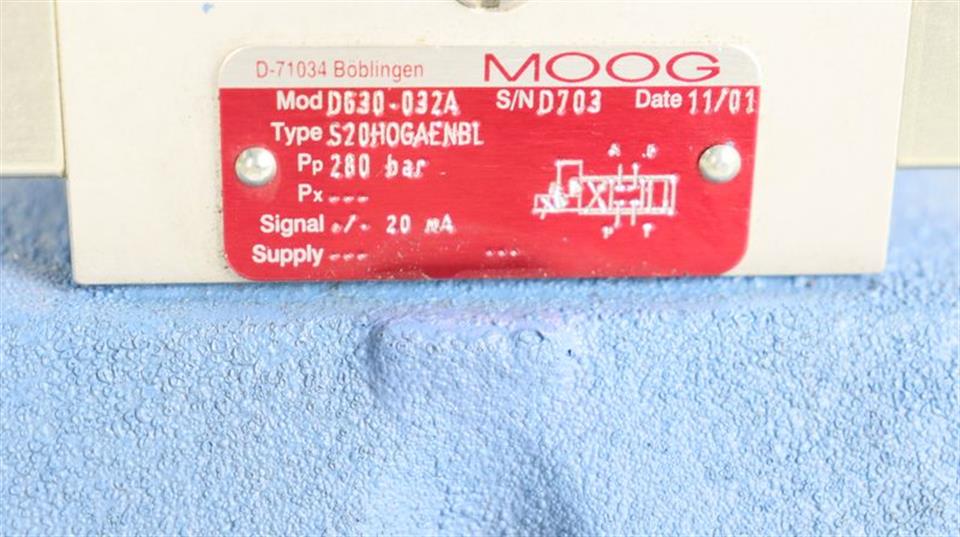 D-71034 Böblingen MOOG
Mod D630-032A S/N D703 Date 11/01
Type S20HOGAENBL
Pp 280 bar
Px ---
A B
Signal +/- 20 mA
P T
Supply --- ---